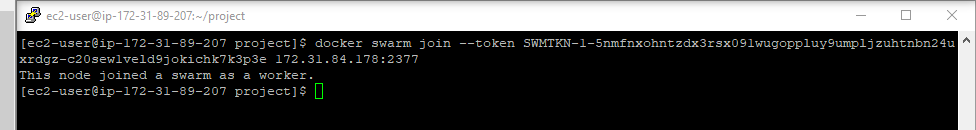 ec2-user@ip-172-31-89-207:~/project
[ec2-user@ip-172-31-89-207 project]$ docker swarm join --token SWMTKN-1-5nmfnxohntzdx3rsx09lwugoppluy9umpljzuhtnbn24u
xrdgz-c20sewlveld9jokichk7k3p3e 172.31.84.178:2377
This node joined a swarm as a worker.
[ec2-user@ip-172-31-89-207 project]$